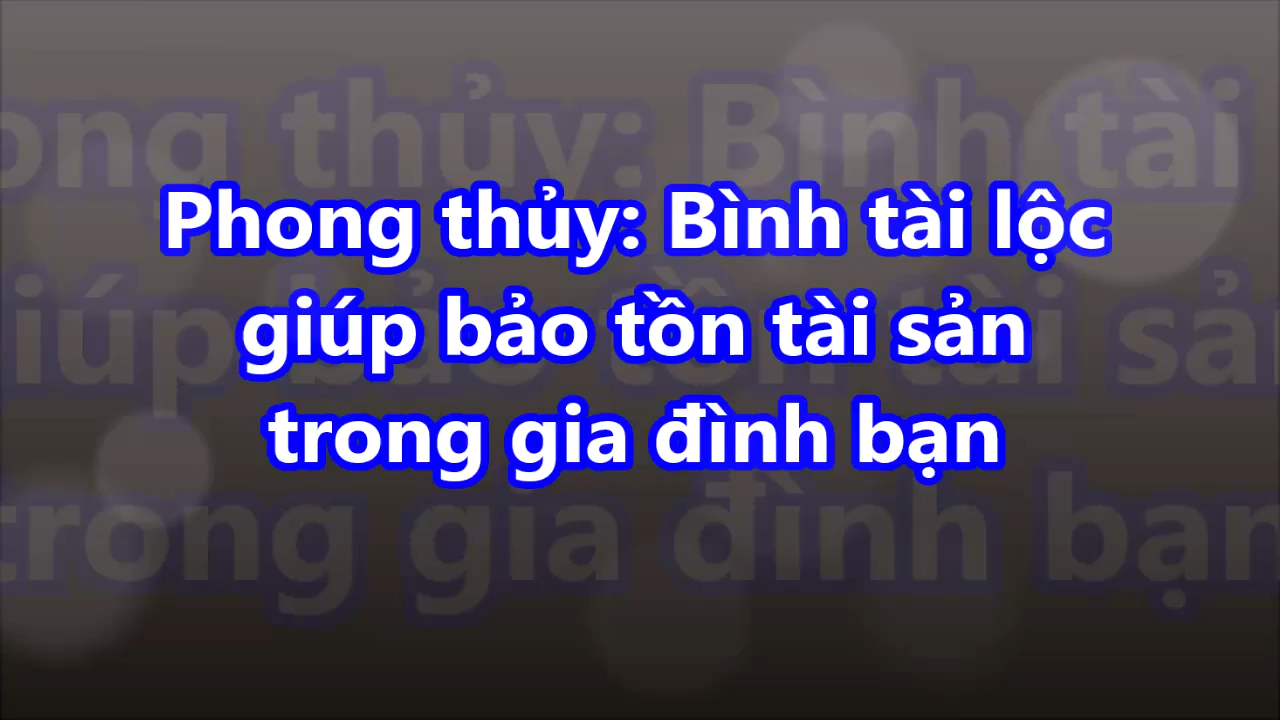 Phong thủy: Bình tài lộc
giúp bảo tồn tài sản
trong gia đình bạn